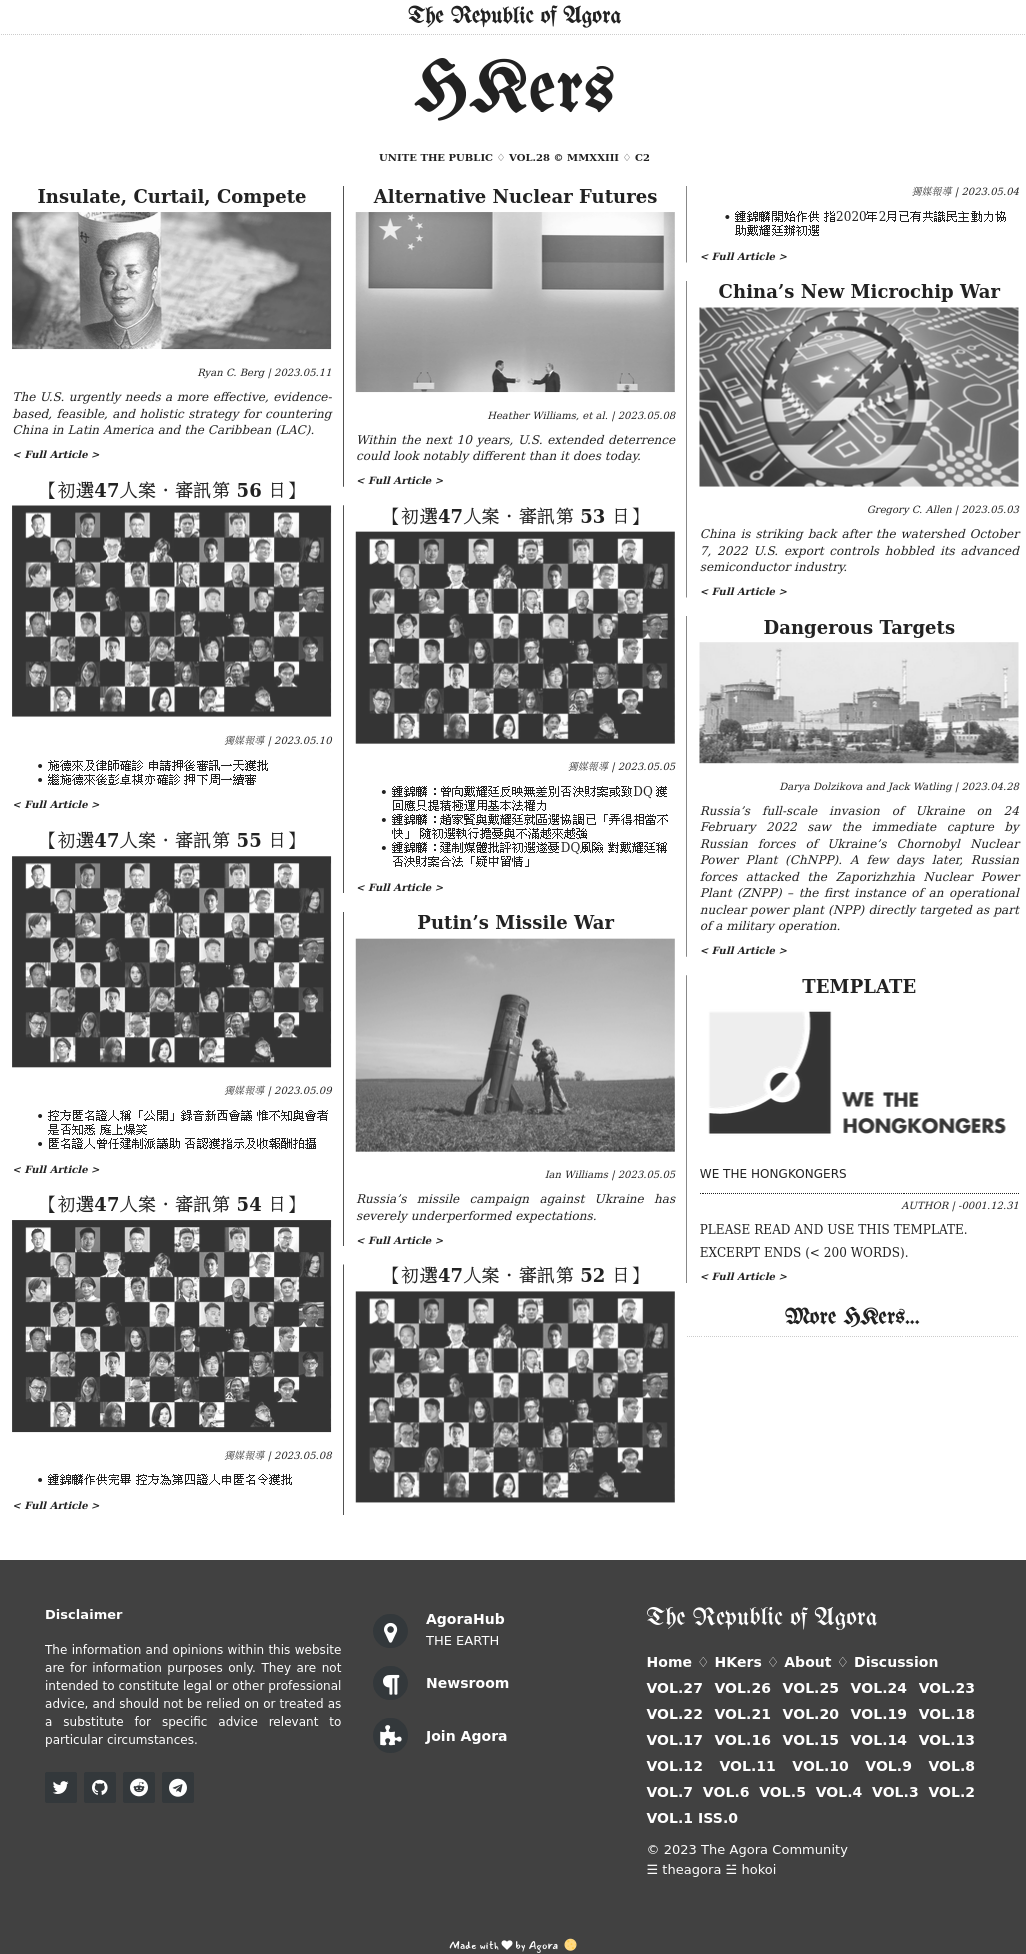 The Republic of Agora
HKers
UNITE THE PUBLIC ♢ VOL.28 © MMXXIII ♢ C2
Insulate, Curtail, Compete
Ryan C. Berg | 2023.05.11
The U.S. urgently needs a more effective, evidence-
based, feasible, and holistic strategy for countering
China in Latin America and the Caribbean (LAC).
< Full Article >
【初選47人案・審訊第 56 日】
獨媒報導 | 2023.05.10
• 施德來及律師確診 申請押後審訊一天獲批
• 繼施德來後彭卓祺亦確診 押下周一續審
< Full Article >
【初選47人案・審訊第 55 日】
獨媒報導 | 2023.05.09
• 控方匿名證人稱「公開」錄音新西會議 惟不知與會者
是否知悉 庭上爆笑
• 匿名證人曾任建制派議助 否認獲指示及收報酬拍攝
< Full Article >
【初選47人案・審訊第 54 日】
獨媒報導 | 2023.05.08
• 鍾錦麟作供完畢 控方為第四證人申匿名令獲批
< Full Article >
Alternative Nuclear Futures
Heather Williams, et al. | 2023.05.08
Within the next 10 years, U.S. extended deterrence
could look notably different than it does today.
< Full Article >
【初選47人案・審訊第 53 日】
獨媒報導 | 2023.05.05
• 鍾錦麟：曾向戴耀廷反映無差別否決財案或致DQ 獲
回應只提積極運用基本法權力
• 鍾錦麟：趙家賢與戴耀廷就區選協調已「弄得相當不
快」 隨初選執行擔憂與不滿越來越強
• 鍾錦麟：建制媒體批評初選遂憂DQ風險 對戴耀廷稱
否決財案合法「疑中留情」
< Full Article >
Putin’s Missile War
Ian Williams | 2023.05.05
Russia’s missile campaign against Ukraine has
severely underperformed expectations.
< Full Article >
【初選47人案・審訊第 52 日】
獨媒報導 | 2023.05.04
• 鍾錦麟開始作供 指2020年2月已有共識民主動力協
助戴耀廷辦初選
< Full Article >
China’s New Microchip War
Gregory C. Allen | 2023.05.03
China is striking back after the watershed October
7, 2022 U.S. export controls hobbled its advanced
semiconductor industry.
< Full Article >
Dangerous Targets
Darya Dolzikova and Jack Watling | 2023.04.28
Russia’s full-scale invasion of Ukraine on 24
February 2022 saw the immediate capture by
Russian forces of Ukraine’s Chornobyl Nuclear
Power Plant (ChNPP). A few days later, Russian
forces attacked the Zaporizhzhia Nuclear Power
Plant (ZNPP) – the first instance of an operational
nuclear power plant (NPP) directly targeted as part
of a military operation.
< Full Article >
TEMPLATE
WE THE
HONGKONGERS
WE THE HONGKONGERS
AUTHOR | -0001.12.31
PLEASE READ AND USE THIS TEMPLATE.
EXCERPT ENDS (< 200 WORDS).
< Full Article >
More HKers...
Disclaimer
The information and opinions within this website
are for information purposes only. They are not
intended to constitute legal or other professional
advice, and should not be relied on or treated as
a substitute for specific advice relevant to
particular circumstances.
AgoraHub
THE EARTH
Newsroom
Join Agora
The Republic of Agora
Home ♢ HKers ♢ About ♢ Discussion
VOL.27 VOL.26 VOL.25 VOL.24 VOL.23
VOL.22 VOL.21 VOL.20 VOL.19 VOL.18
VOL.17 VOL.16 VOL.15 VOL.14 VOL.13
VOL.12 VOL.11 VOL.10 VOL.9 VOL.8
VOL.7 VOL.6 VOL.5 VOL.4 VOL.3 VOL.2
VOL.1 ISS.0
© 2023 The Agora Community
☰ theagora ☱ hokoi
Made with ♥ by Agora